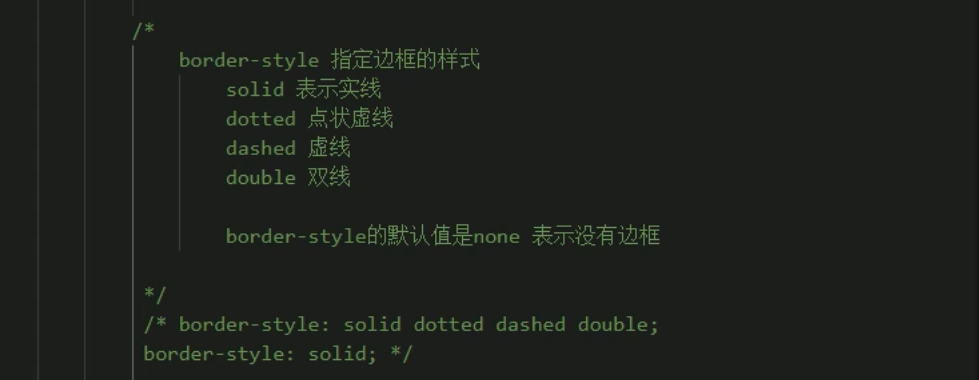 /*
border-style 指定边框的样式
solid 表示实线
dotted 点状虚线
dashed 虚线
double 双线
border-style的默认值是none 表示没有边框
*/
/* border-style: solid dotted dashed double;
border-style: solid; */